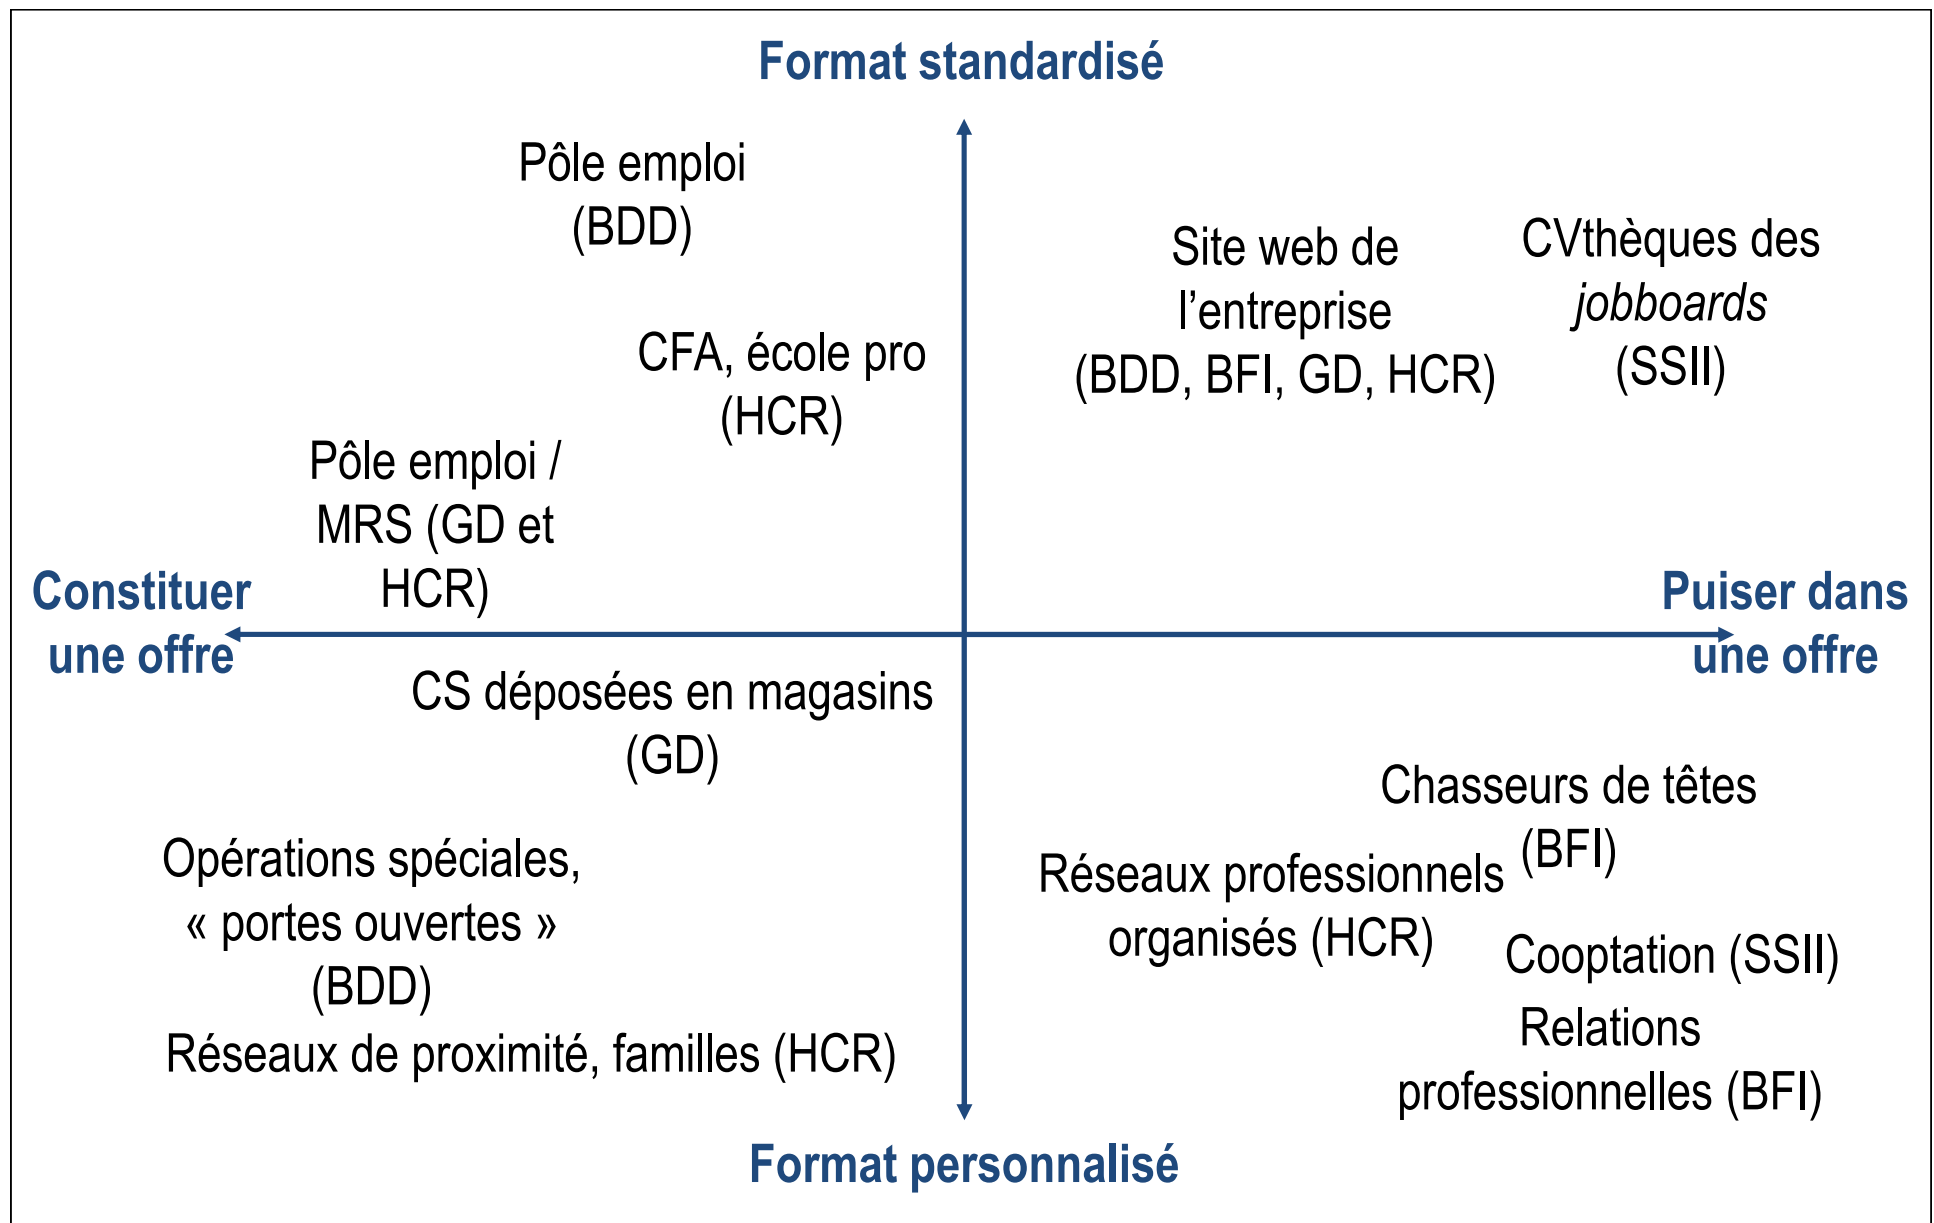 Format standardisé
Pôle emploi
(BDD)
Site web de
l’entreprise
(BDD, BFI, GD, HCR)
CVthèques des
jobboards
(SSII)
CFA, école pro
(HCR)
Pôle emploi /
MRS (GD et
HCR)
Constituer
une offre
Puiser dans
une offre
CS déposées en magasins
(GD)
Opérations spéciales,
« portes ouvertes »
(BDD)
Réseaux de proximité, familles (HCR)
Chasseurs de têtes
(BFI)
Réseaux professionnels
organisés (HCR)
Cooptation (SSII)
Relations
professionnelles (BFI)
Format personnalisé